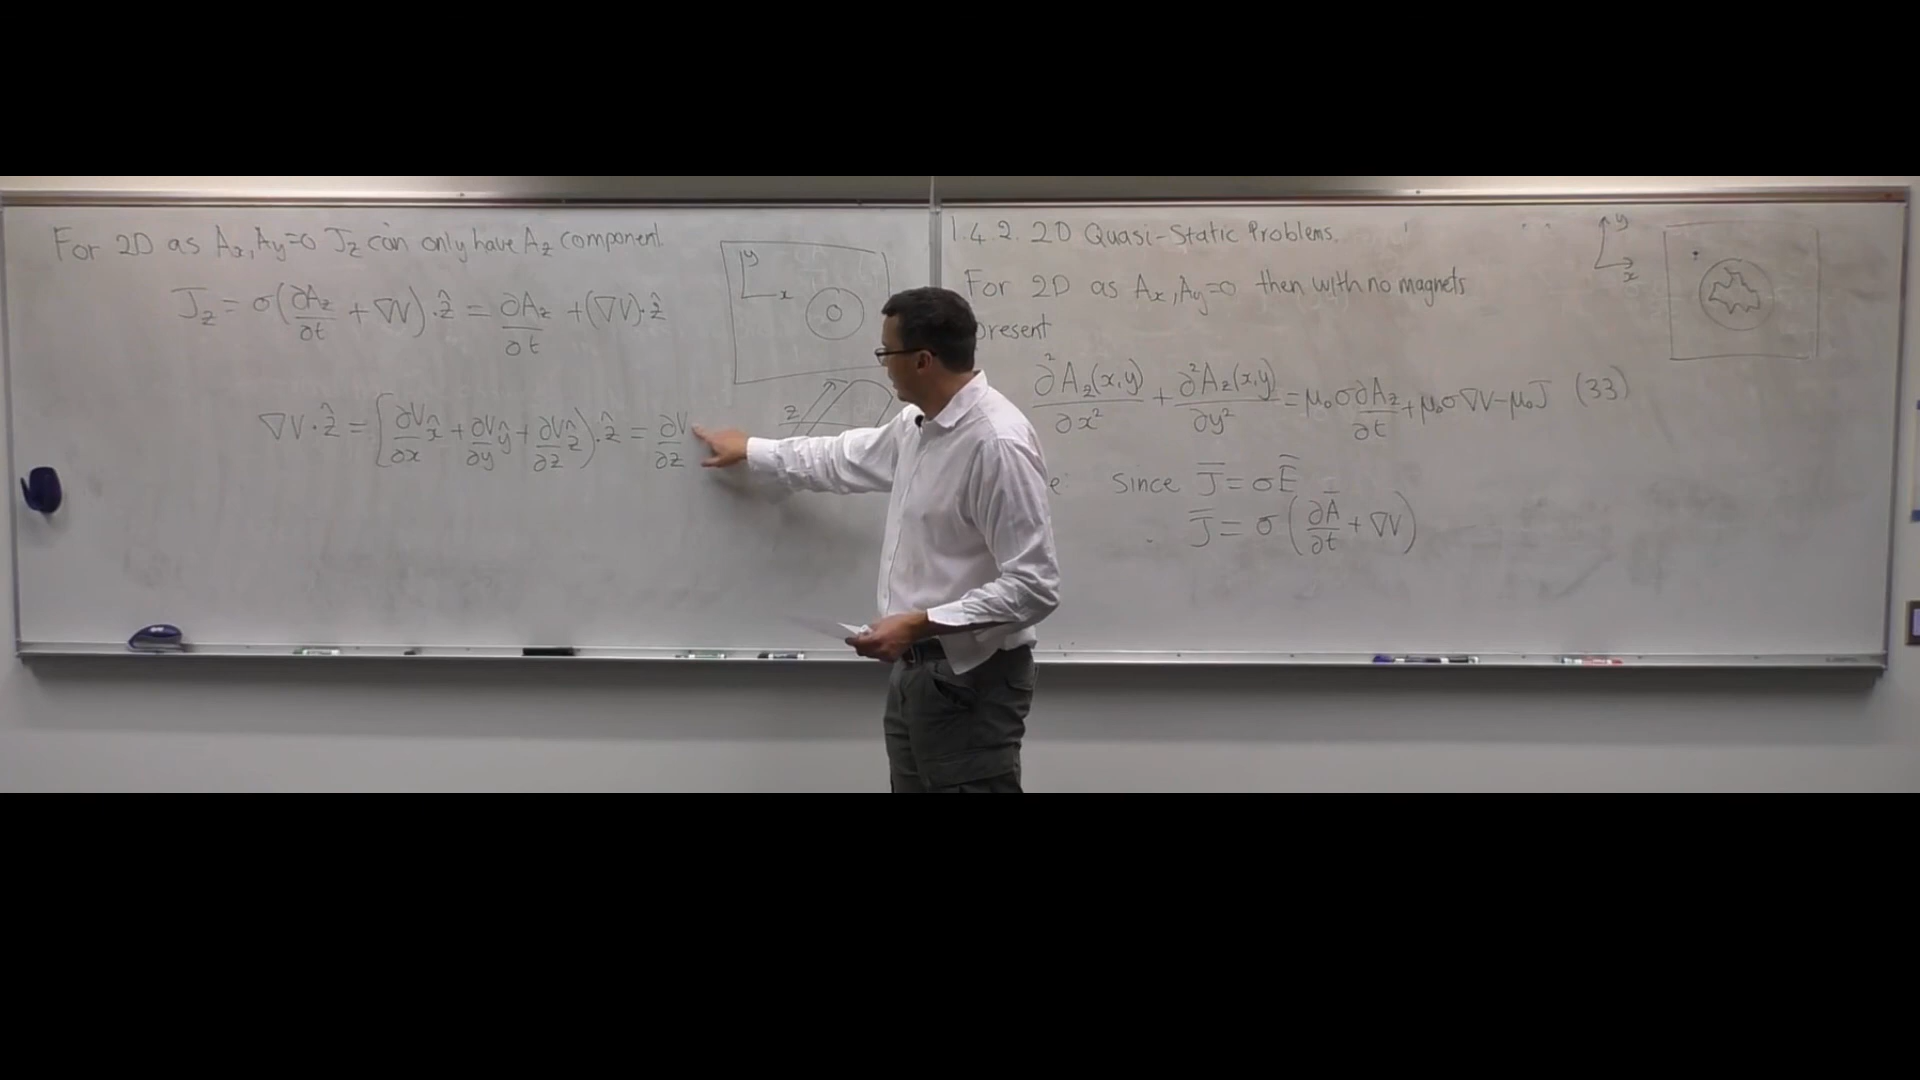 For 2D as Ax, Ay=0 Jz can only have Az component.
Jz = σ(∂Az/∂t + ∇V)·ẑ = ∂Az/∂t + (∇V)·ẑ
∇V·ẑ = [∂V/∂x x̂ + ∂V/∂y ŷ + ∂V/∂z ẑ)·ẑ = ∂V/∂z
y
x
z
1.4.2. 2D Quasi-Static Problems.
For 2D as Ax, Ay=0 then with no magnets
present
∂²Az(x,y)/∂x² + ∂²Az(x,y)/∂y² = μ₀σ∂Az/∂t + μ₀σ∇V - μ₀J (33)
e: Since J̅ = σE̅
J̅ = σ(∂A̅/∂t + ∇V)
y
x